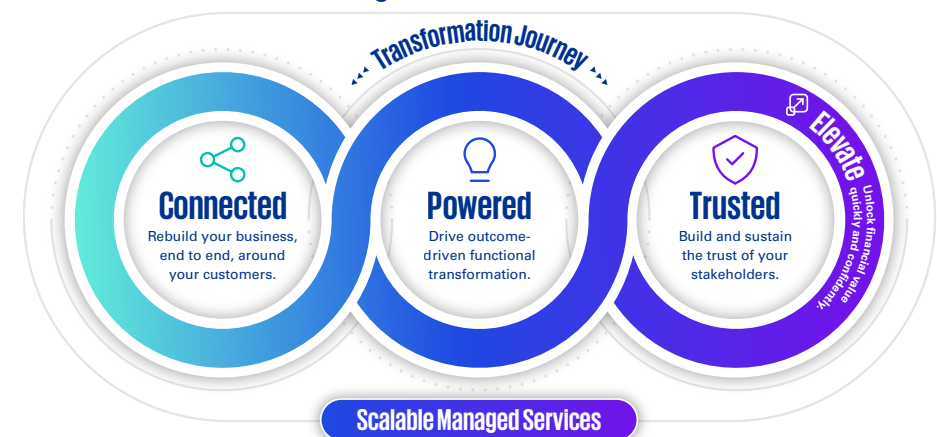 Transformation Journey
Connected
Rebuild your business,
end to end, around
your customers.
Powered
Drive outcome-
driven functional
transformation.
Trusted
Build and sustain
the trust of your
stakeholders.
Elevate
Unlock financial value
quickly and confidently.
Scalable Managed Services